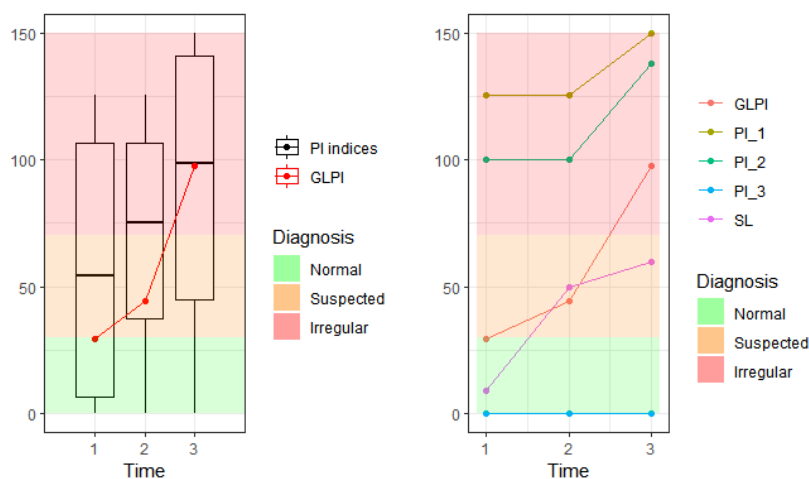 150
100
50
0
1 2 3
Time
PI indices
GLPI
Diagnosis
Normal
Suspected
Irregular
150
100
50
0
1 2 3
Time
GLPI
PI_1
PI_2
PI_3
SL
Diagnosis
Normal
Suspected
Irregular